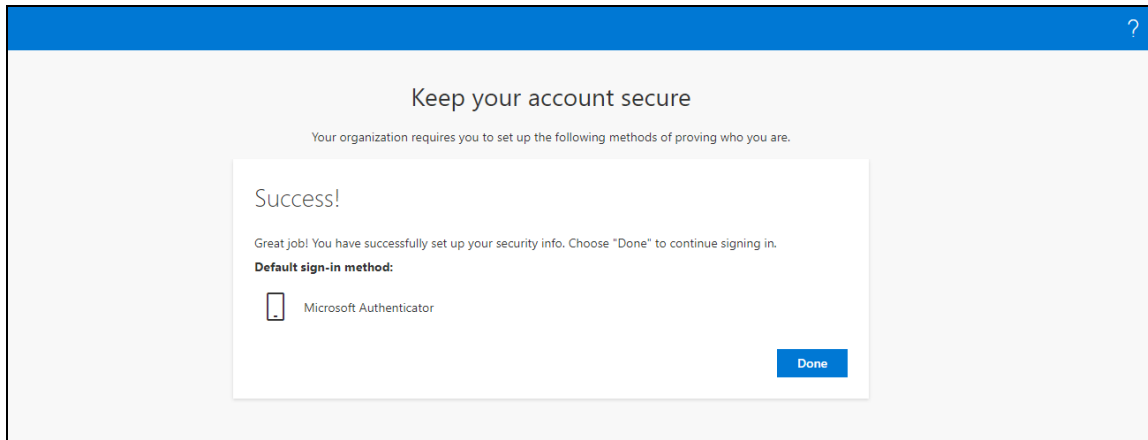 ?
Keep your account secure
Your organization requires you to set up the following methods of proving who you are.
Success!
Great job! You have successfully set up your security info. Choose "Done" to continue signing in.
Default sign-in method:
Microsoft Authenticator
Done